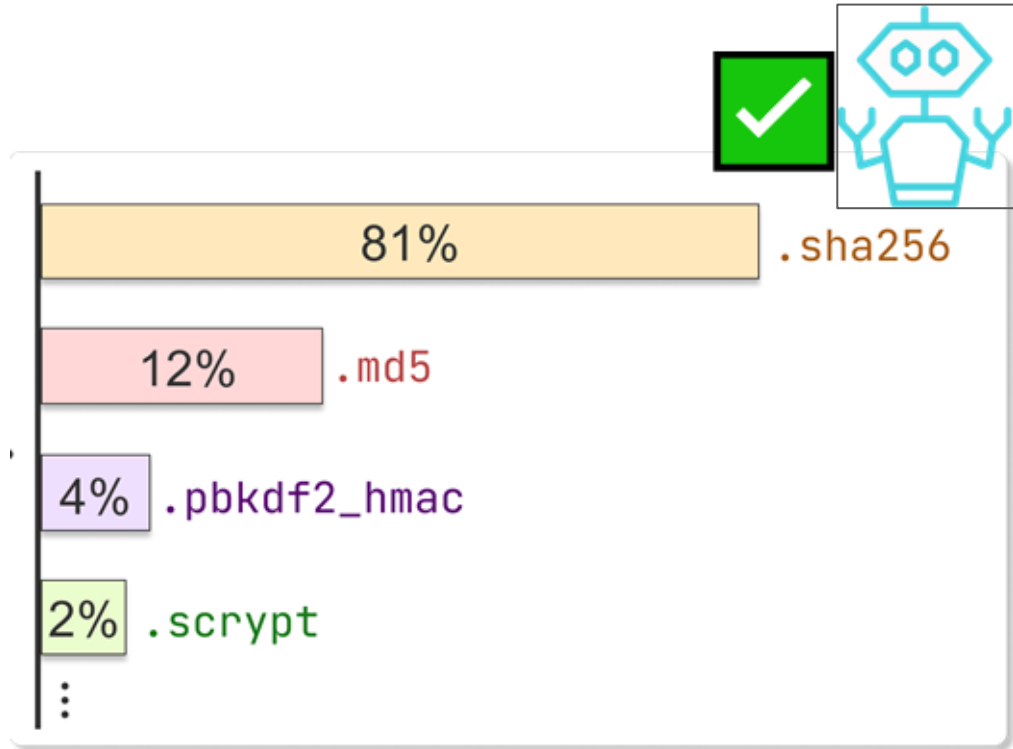 81% .sha256
12% .md5
4% .pbkdf2_hmac
2% .scrypt
⋮